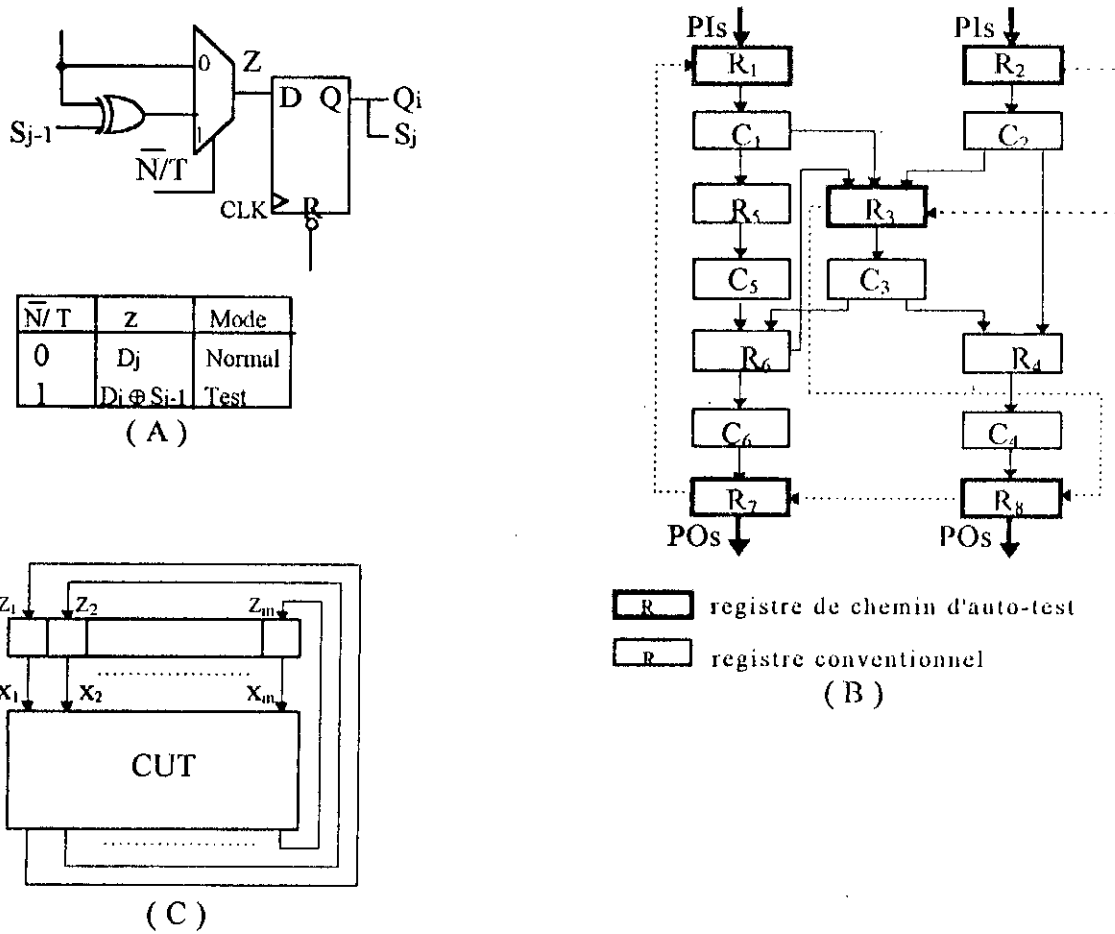 0 Z
D Q Qi
Sj-1 Sj
1
N̅/T
CLK R
N̅/ T Z Mode
0 Dj Normal
1 Di ⊕ Sj-1 Test
( A )
PIs PIs
R1 R2
C1 C2
R5 R3
C5 C3
R6 R4
C6 C4
R7 R8
POs POs
R registre de chemin d'auto-test
R registre conventionnel
( B )
Z1 Z2 Zm
X1 X2 Xm
CUT
( C )